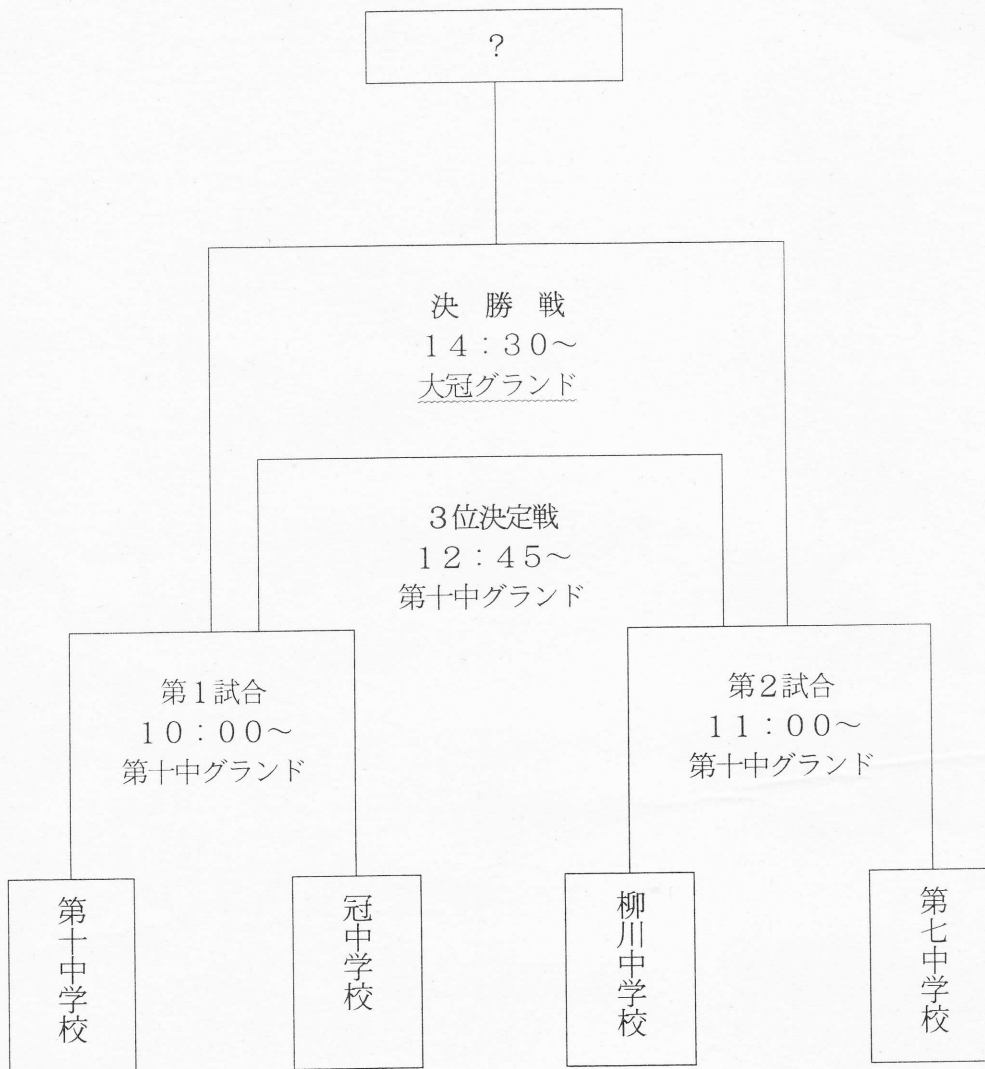 ？
決　勝　戦
１４：３０～
大冠グランド
３位決定戦
１２：４５～
第十中グランド
第１試合
１０：００～
第十中グランド
第２試合
１１：００～
第十中グランド
第十中学校
冠中学校
柳川中学校
第七中学校